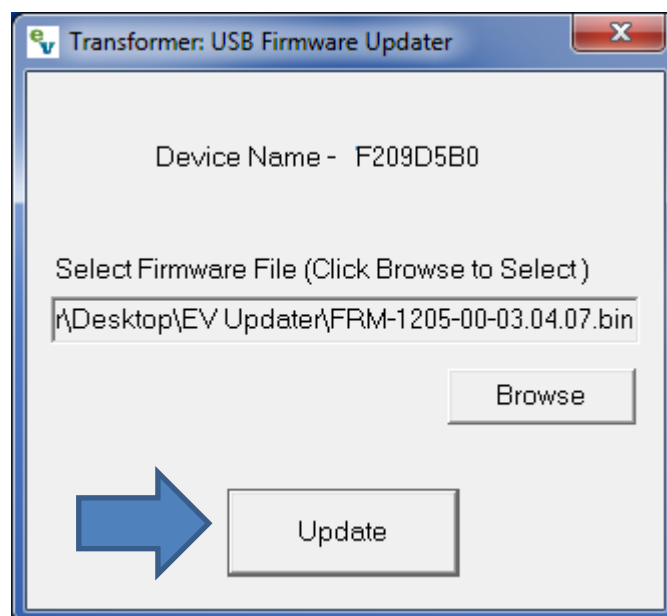 ev Transformer: USB Firmware Updater
Device Name - F209D5B0
Select Firmware File (Click Browse to Select)
r\Desktop\EV Updater\FRM-1205-00-03.04.07.bin
Browse
Update